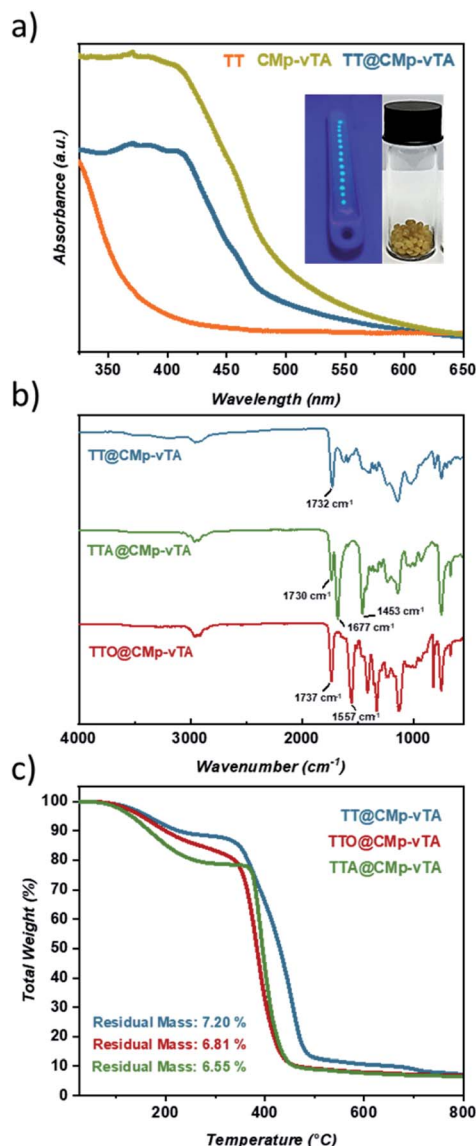 a)
TT CMp-vTA TT@CMp-vTA
Absorbance (a.u.)
325 350 400 450 500 550 600 650
Wavelength (nm)
b)
TT@CMp-vTA
1732 cm⁻¹
TTA@CMp-vTA
1730 cm⁻¹
1453 cm⁻¹
1677 cm⁻¹
TTO@CMp-vTA
1737 cm⁻¹
1557 cm⁻¹
4000 3000 2000 1000
Wavenumber (cm⁻¹)
c)
Total Weight (%)
100
90
80
70
60
50
40
30
20
10
0
TT@CMp-vTA
TTO@CMp-vTA
TTA@CMp-vTA
Residual Mass: 7.20 %
Residual Mass: 6.81 %
Residual Mass: 6.55 %
200 400 600 800
Temperature (°C)